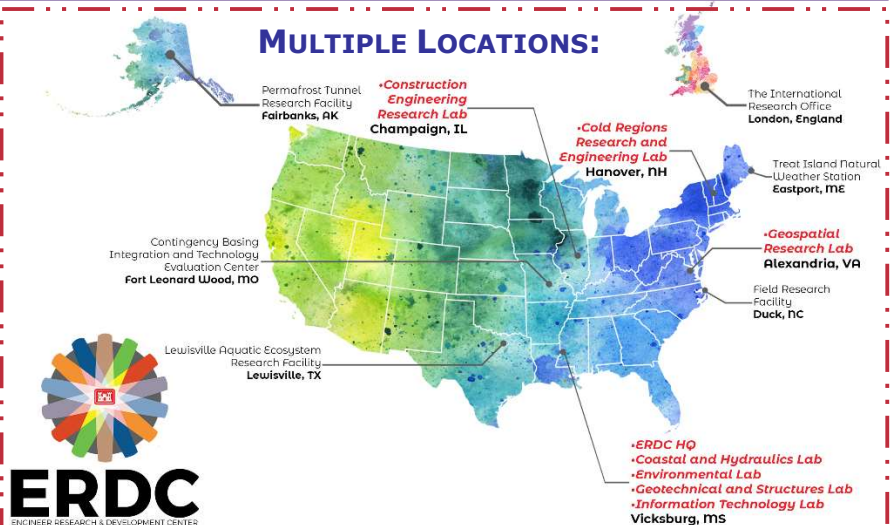 MULTIPLE LOCATIONS:
Permafrost Tunnel
Research Facility
Fairbanks, AK
•Construction
Engineering
Research Lab
Champaign, IL
•Cold Regions
Research and
Engineering Lab
Hanover, NH
The International
Research Office
London, England
Treat Island Natural
Weather Station
Eastport, ME
•Geospatial
Research Lab
Alexandria, VA
Field Research
Facility
Duck, NC
Contingency Basing
Integration and Technology
Evaluation Center
Fort Leonard Wood, MO
Lewisville Aquatic Ecosystem
Research Facility
Lewisville, TX
•ERDC HQ
•Coastal and Hydraulics Lab
•Environmental Lab
•Geotechnical and Structures Lab
•Information Technology Lab
Vicksburg, MS
ERDC
ENGINEER RESEARCH & DEVELOPMENT CENTER